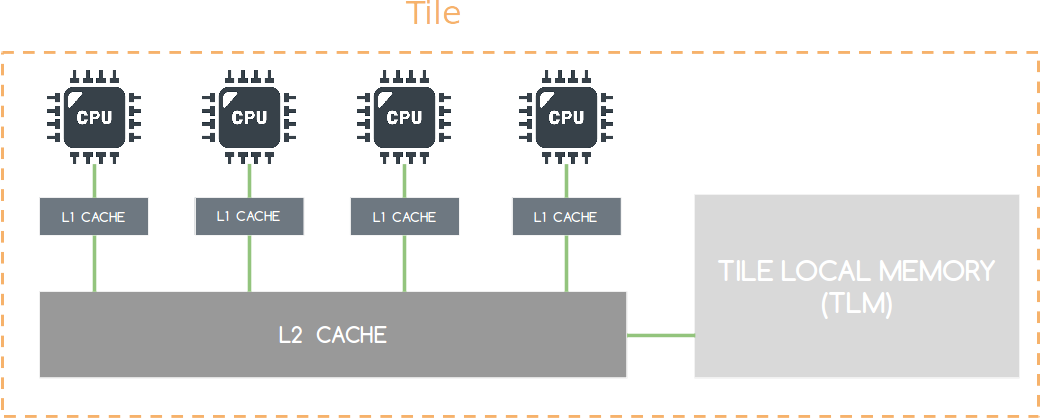 Tile
CPU CPU CPU CPU
L1 CACHE L1 CACHE L1 CACHE L1 CACHE
TILE LOCAL MEMORY
(TLM)
L2 CACHE